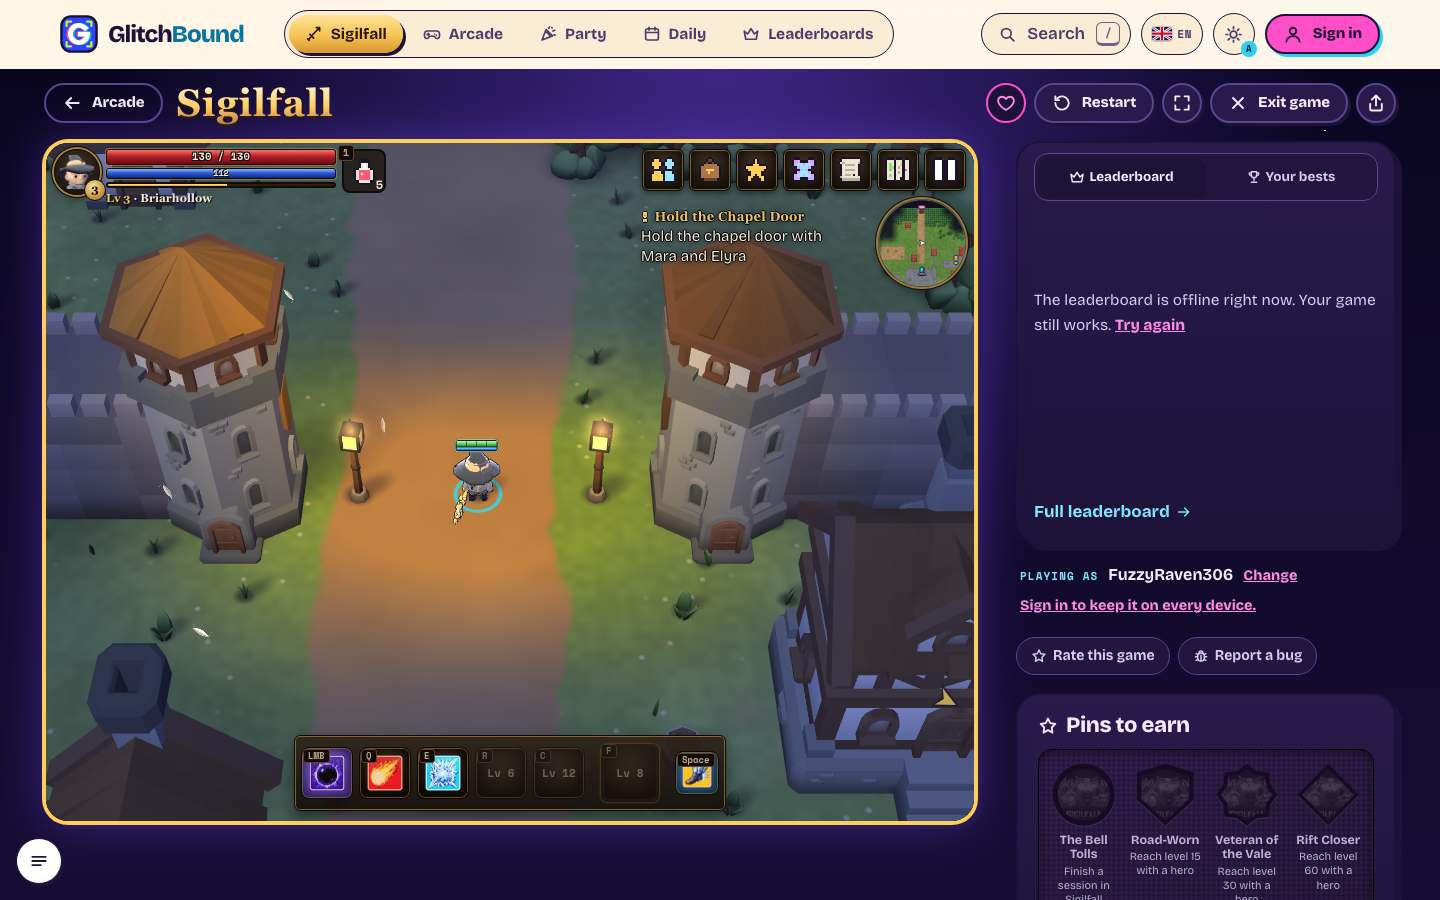 GlitchBound
Sigilfall
Arcade
Party
Daily
Leaderboards
Search /
EN
A
Sign in
Arcade
Sigilfall
Restart
Exit game
130 / 130
112
3
Lv 3 · Briarhollow
1
5
! Hold the Chapel Door
Hold the chapel door with
Mara and Elyra
LMB
Q
E
R
Lv 6
C
Lv 12
F
Lv 8
Space
Leaderboard
Your bests
The leaderboard is offline right now. Your game
still works. Try again
Full leaderboard →
PLAYING AS FuzzyRaven306 Change
Sign in to keep it on every device.
Rate this game
Report a bug
Pins to earn
The Bell
Tolls
Finish a
session in
Sigilfall
Road-Worn
Reach level 15
with a hero
Veteran of
the Vale
Reach level
30 with a
hero
Rift Closer
Reach level
60 with a
hero